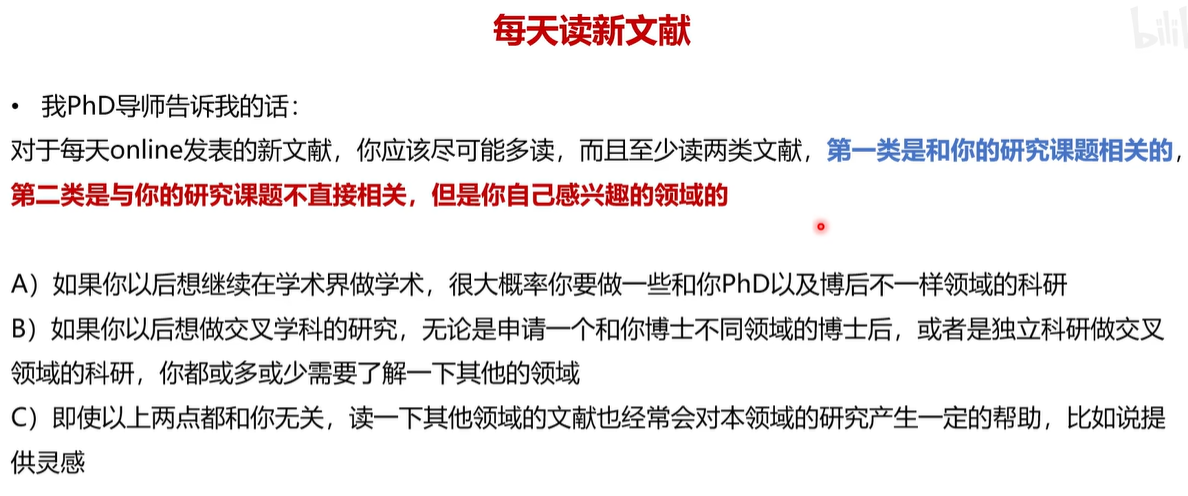 每天读新文献
bilil
• 我PhD导师告诉我的话：
对于每天online发表的新文献，你应该尽可能多读，而且至少读两类文献，第一类是和你的研究课题相关的，
第二类是与你的研究课题不直接相关，但是你自己感兴趣的领域的
A）如果你以后想继续在学术界做学术，很大概率你要做一些和你PhD以及博后不一样领域的科研
B）如果你以后想做交叉学科的研究，无论是申请一个和你博士不同领域的博士后，或者是独立科研做交叉
领域的科研，你都或多或少需要了解一下其他的领域
C）即使以上两点都和你无关，读一下其他领域的文献也经常会对本领域的研究产生一定的帮助，比如说提
供灵感